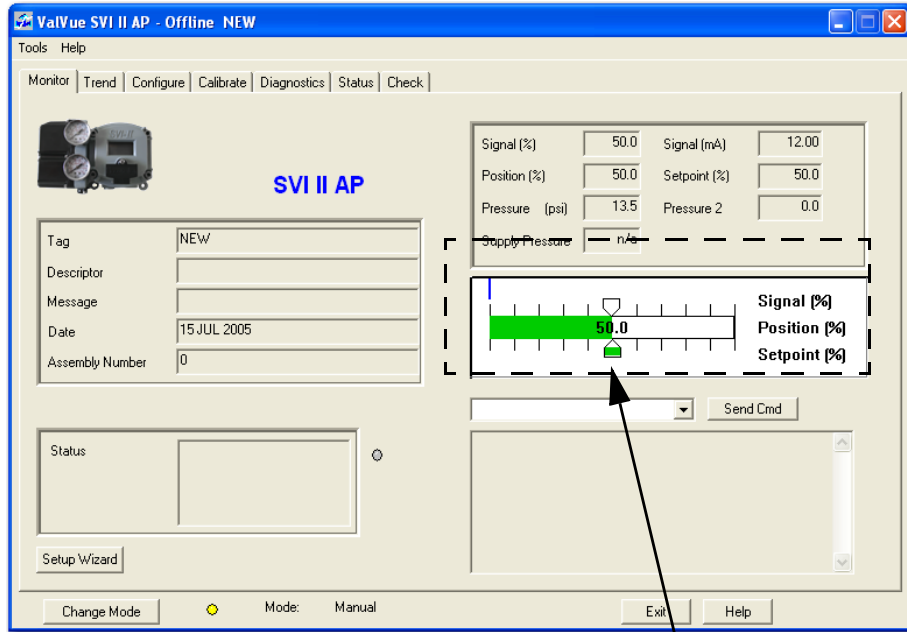 ValVue SVI II AP - Offline NEW
Tools Help
Monitor Trend Configure Calibrate Diagnostics Status Check
SVI-II
SVI II AP
Signal (%) 50.0 Signal (mA) 12.00
Position (%) 50.0 Setpoint (%) 50.0
Pressure (psi) 13.5 Pressure 2 0.0
Supply Pressure n/a
Tag NEW
Descriptor
Message
Date 15 JUL 2005
Assembly Number 0
Signal (%)
50.0 Position (%)
Setpoint (%)
Send Cmd
Status
Setup Wizard
Change Mode Mode: Manual Exit Help